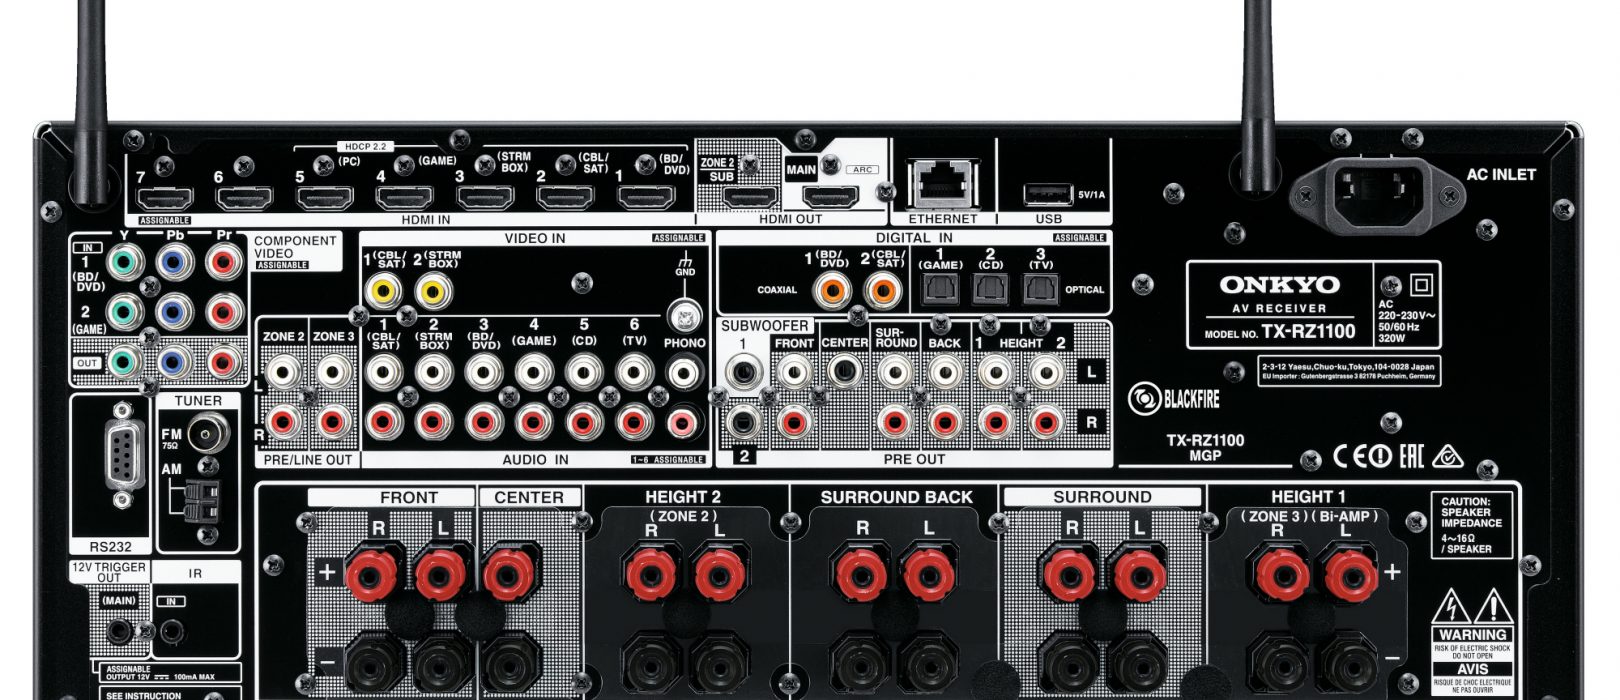 HDCP 2.2
7
6
5 (PC)
4 (GAME)
3 (STRM BOX)
2 (CBL/SAT)
1 (BD/DVD)
ASSIGNABLE
HDMI IN
ZONE 2
SUB
MAIN
ARC
HDMI OUT
ETHERNET
5V/1A
USB
AC INLET
Y Pb Pr
IN
1
(BD/
DVD)
2
(GAME)
OUT
COMPONENT
VIDEO
ASSIGNABLE
VIDEO IN
ASSIGNABLE
1 (CBL/SAT)
2 (STRM BOX)
GND
DIGITAL IN
ASSIGNABLE
1 (BD/DVD)
2 (CBL/SAT)
1 (GAME)
2 (CD)
3 (TV)
COAXIAL
OPTICAL
ONKYO
AV RECEIVER
MODEL NO. TX-RZ1100
AC
220-230V~
50/60 Hz
320W
2-3-12 Yaesu,Chuo-ku,Tokyo,104-0028 Japan
EU Importer: Gutenbergstrasse 3 82178 Puchheim, Germany
BLACKFIRE
TX-RZ1100
MGP
CE
EAC
ZONE 2
ZONE 3
L
R
PRE/LINE OUT
1 (CBL/SAT)
2 (STRM BOX)
3 (BD/DVD)
4 (GAME)
5 (CD)
6 (TV)
PHONO
AUDIO IN
1~6 ASSIGNABLE
SUBWOOFER
1
2
FRONT
CENTER
SUR-
ROUND
BACK
1 HEIGHT 2
L
R
PRE OUT
RS232
TUNER
FM
75Ω
AM
12V TRIGGER
OUT
(MAIN)
ASSIGNABLE
OUTPUT 12V 100mA MAX
IR
IN
SEE INSTRUCTION
FRONT
R L
CENTER
HEIGHT 2
(ZONE 2)
R L
SURROUND BACK
R L
SURROUND
R L
HEIGHT 1
(ZONE 3) (Bi-AMP)
R L
+
−
+
−
CAUTION:
SPEAKER
IMPEDANCE
4~16Ω
/ SPEAKER
WARNING
RISK OF ELECTRIC SHOCK
DO NOT OPEN
AVIS
RISQUE DE CHOC ELECTRIQUE
NE PAS OUVRIR